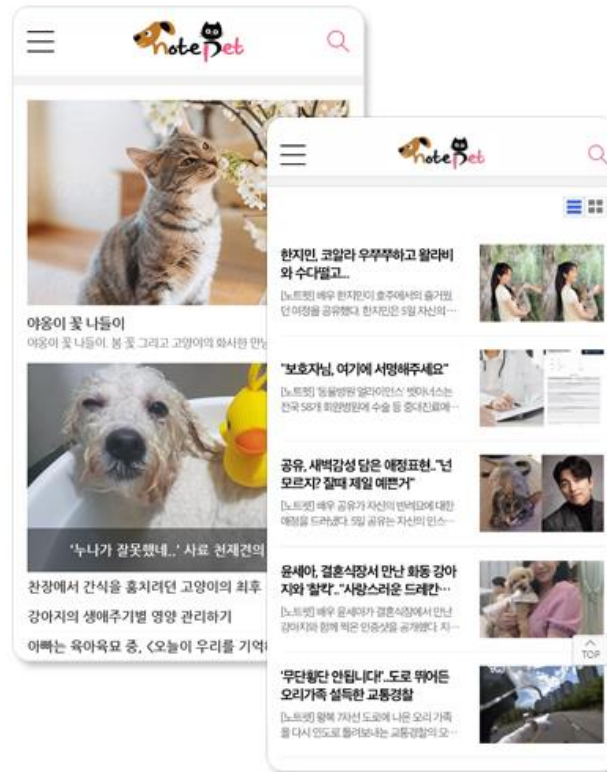 notepet
야옹이 꽃 나들이
야옹이 꽃 나들이. 봄 꽃 그리고 고양이의 화사한 만남
'누나가 잘못했네..' 사료 천재견의
찬장에서 간식을 훔치려던 고양이의 최후
강아지의 생애주기별 영양 관리하기
아빠는 육아육묘 중, <오늘이 우리를 기억
notepet
한지민, 코알라 우쭈쭈하고 왈라비
와 수다떨고...
[노트펫] 배우 한지민이 호주에서의 즐거웠
던 여정을 공유했다. 한지민은 5일 자신의…
"보호자님, 여기에 서명해주세요"
[노트펫] '동물병원 얼라이언스' 벳아너스는
전국 58개 회원병원에 수술 등 중대진료에…
공유, 새벽감성 담은 애정표현.."넌
모르지? 잘때 제일 예쁜거"
[노트펫] 배우 공유가 자신의 반려묘에 대한
애정을 드러냈다. 5일 공유는 자신의 인스…
윤세아, 결혼식장서 만난 화동 강아
지와 '찰칵'.."사랑스러운 드레칸…
[노트펫] 배우 윤세아가 결혼식장에서 만난
강아지와 함께 찍은 인증샷을 공개했다. 지…
TOP
'무단횡단 안됩니다!'..도로 뛰어든
오리가족 설득한 교통경찰
[노트펫] 왕복 7차선 도로에 나온 오리 가족
을 다시 인도로 돌려보내는 교통경찰의 모…